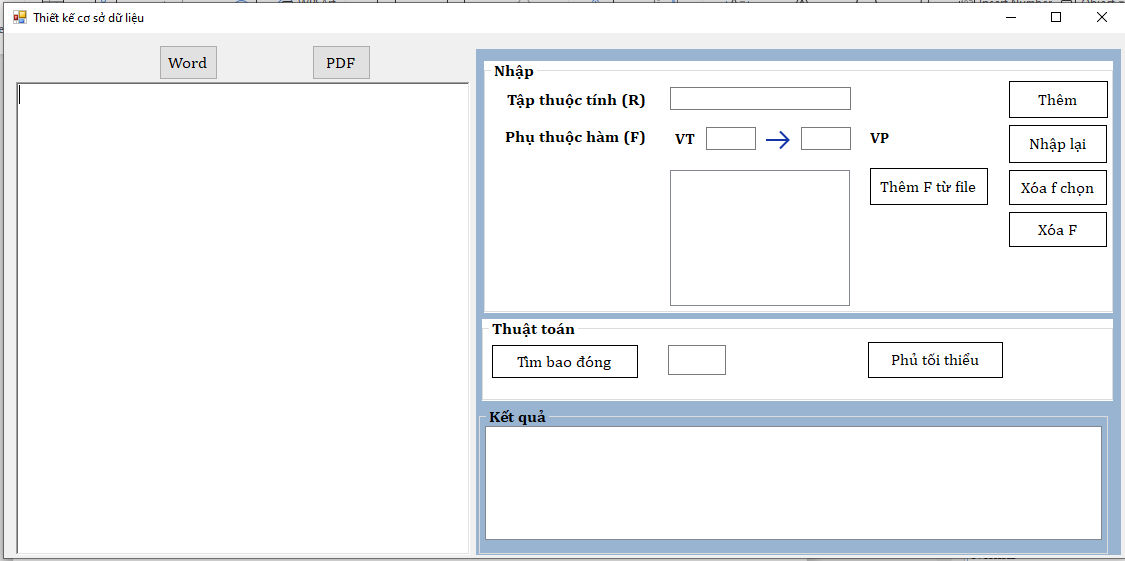 Thiết kế cơ sở dữ liệu
Word
PDF
Nhập
Tập thuộc tính (R)
Thêm
Phụ thuộc hàm (F)
VT
VP
Nhập lại
Thêm F từ file
Xóa f chọn
Xóa F
Thuật toán
Tìm bao đóng
Phủ tối thiểu
Kết quả